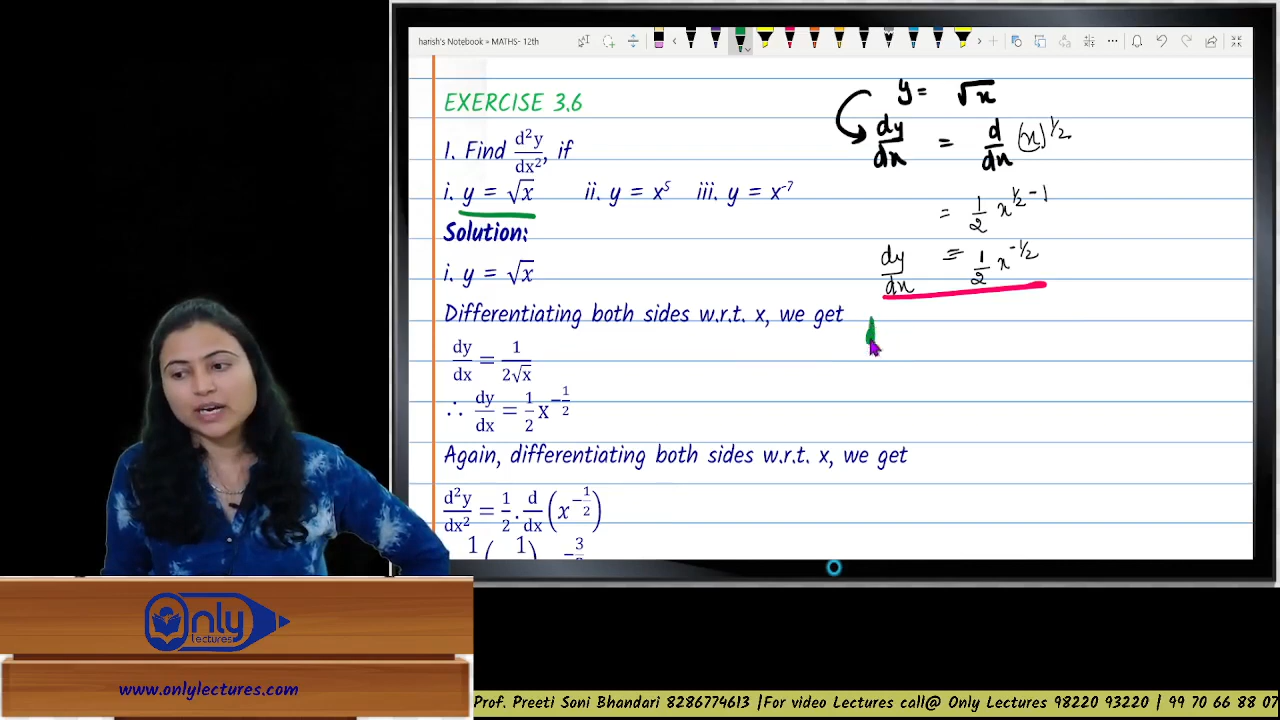 harish's Notebook » MATHS- 12th
EXERCISE 3.6
1. Find d²y/dx², if
i. y = √x ii. y = x⁵ iii. y = x⁻⁷
Solution:
i. y = √x
Differentiating both sides w.r.t. x, we get
dy/dx = 1/2√x
∴ dy/dx = 1/2 x^-1/2
Again, differentiating both sides w.r.t. x, we get
d²y/dx² = 1/2 . d/dx (x^-1/2)
y = √x
dy/dx = d/dx (x)^1/2
= 1/2 x^1/2 - 1
dy/dx = 1/2 x^-1/2
Only
lectures
www.onlylectures.com
Prof. Preeti Soni Bhandari 8286774613 |For video Lectures call@ Only Lectures 98220 93220 | 99 70 66 88 07